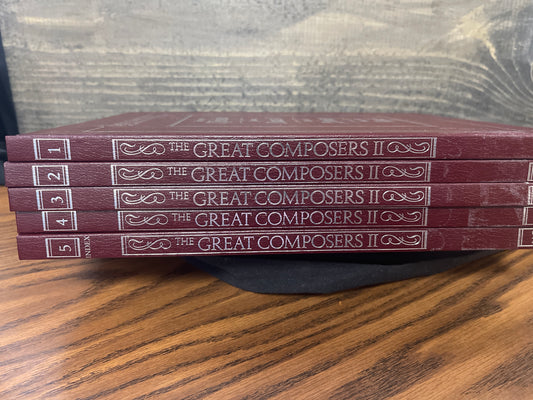 1 THE GREAT COMPOSERS II
2 THE GREAT COMPOSERS II
3 THE GREAT COMPOSERS II
4 THE GREAT COMPOSERS II
5 INDEX THE GREAT COMPOSERS II